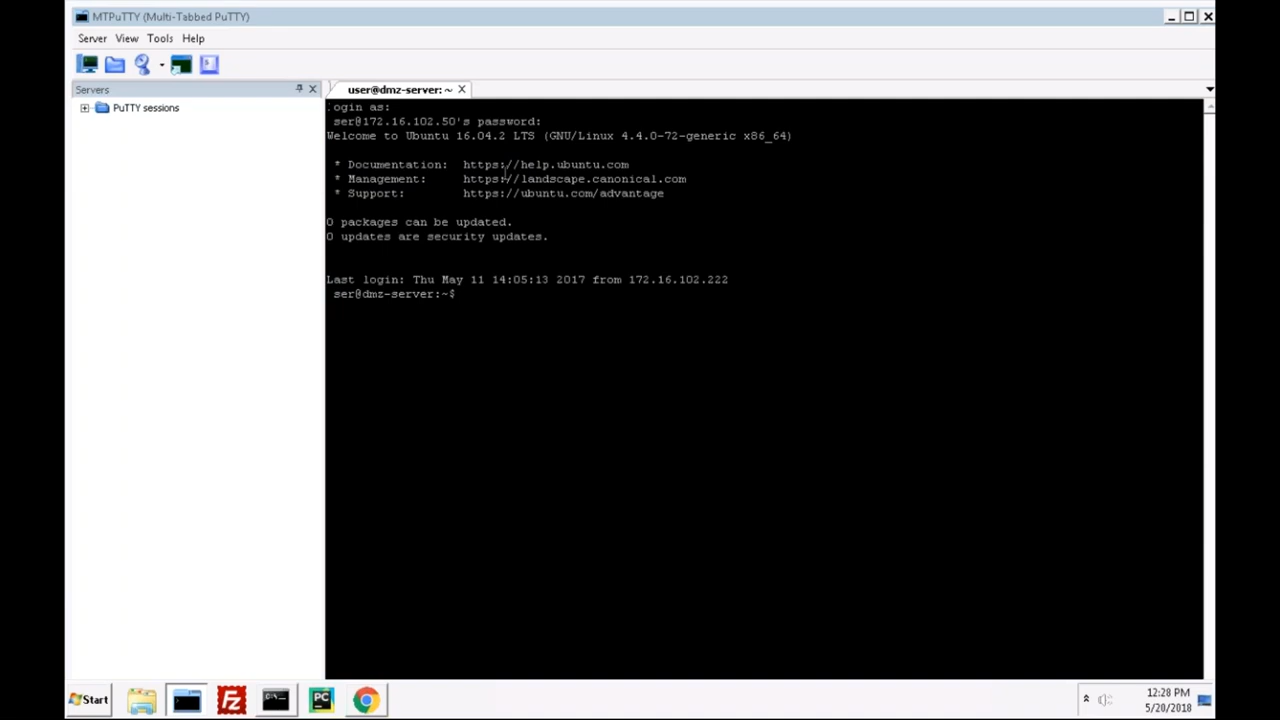 MTPuTTY (Multi-Tabbed PuTTY)
Server View Tools Help
Servers
user@dmz-server: ~
PuTTY sessions
login as:
ser@172.16.102.50's password:
Welcome to Ubuntu 16.04.2 LTS (GNU/Linux 4.4.0-72-generic x86_64)
* Documentation: https://help.ubuntu.com
* Management: https://landscape.canonical.com
* Support: https://ubuntu.com/advantage
0 packages can be updated.
0 updates are security updates.
Last login: Thu May 11 14:05:13 2017 from 172.16.102.222
ser@dmz-server:~$
Start
FZ
PC
12:28 PM
5/20/2018